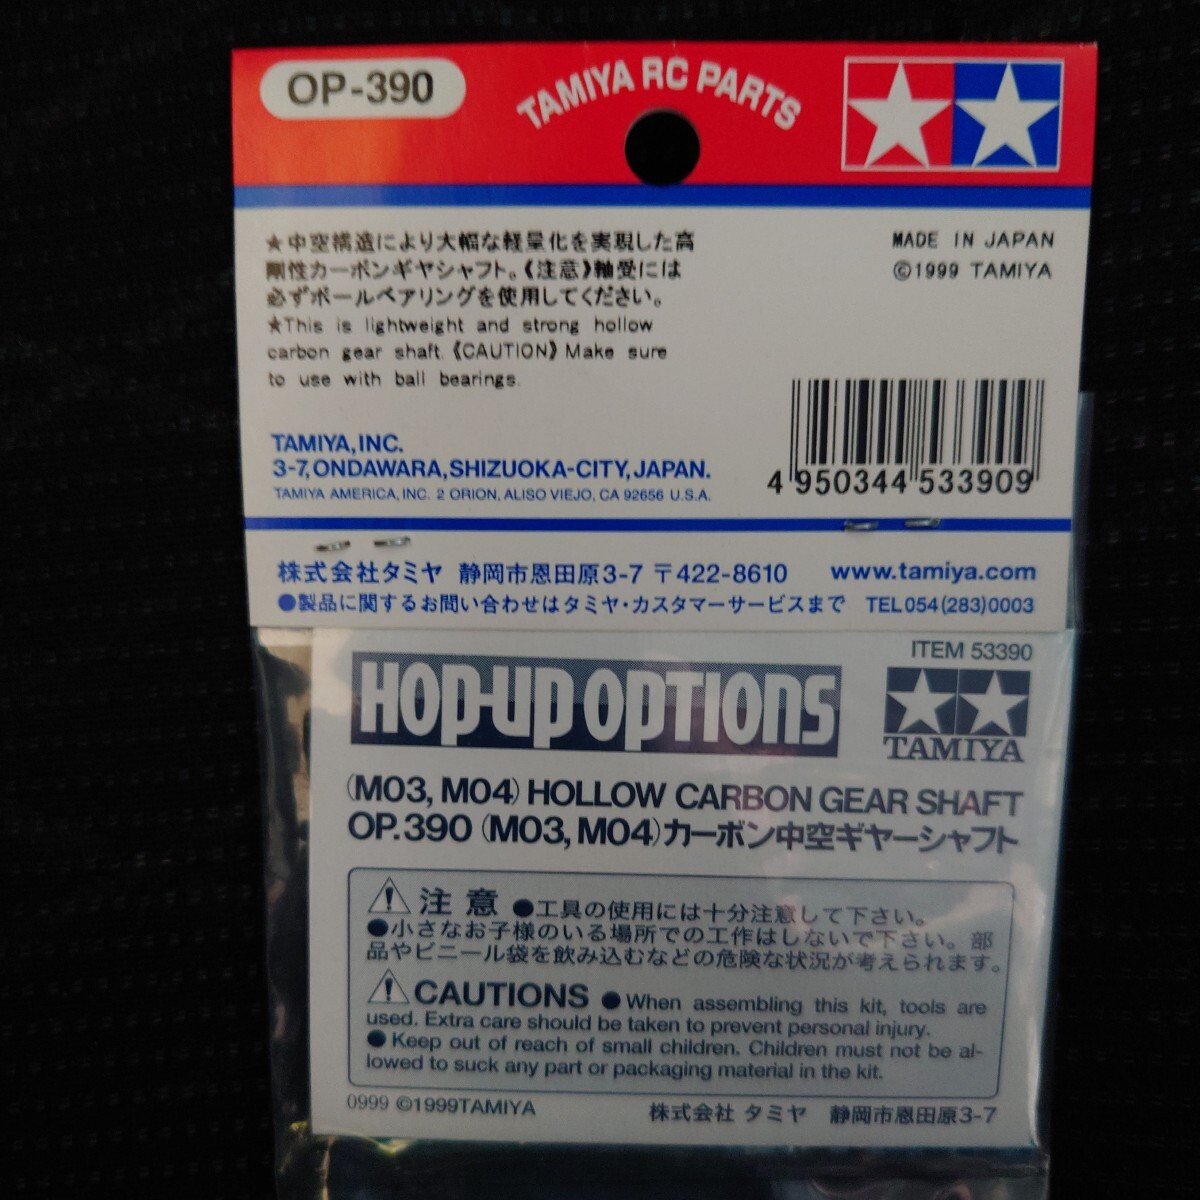 OP-390
TAMIYA RC PARTS
★中空構造により大幅な軽量化を実現した高
剛性カーボンギヤシャフト。《注意》軸受には
必ずボールベアリングを使用してください。
★This is lightweight and strong hollow
carbon gear shaft.《CAUTION》Make sure
to use with ball bearings.
MADE IN JAPAN
©1999 TAMIYA
TAMIYA, INC.
3-7, ONDAWARA, SHIZUOKA-CITY, JAPAN.
TAMIYA AMERICA, INC. 2 ORION, ALISO VIEJO, CA 92656 U.S.A.
4 950344 533909
株式会社タミヤ 静岡市恩田原3-7 〒422-8610 www.tamiya.com
●製品に関するお問い合わせはタミヤ・カスタマーサービスまで TEL054(283)0003
ITEM 53390
HOP-UP OPTIONS
TAMIYA
(M03, M04) HOLLOW CARBON GEAR SHAFT
OP.390 (M03, M04)カーボン中空ギヤーシャフト
注意 ●工具の使用には十分注意して下さい。
●小さなお子様のいる場所での工作はしないで下さい。部
品やビニール袋を飲み込むなどの危険な状況が考えられます。
CAUTIONS ●When assembling this kit, tools are
used. Extra care should be taken to prevent personal injury.
●Keep out of reach of small children. Children must not be al-
lowed to suck any part or packaging material in the kit.
0999 ©1999TAMIYA
株式会社 タミヤ 静岡市恩田原3-7